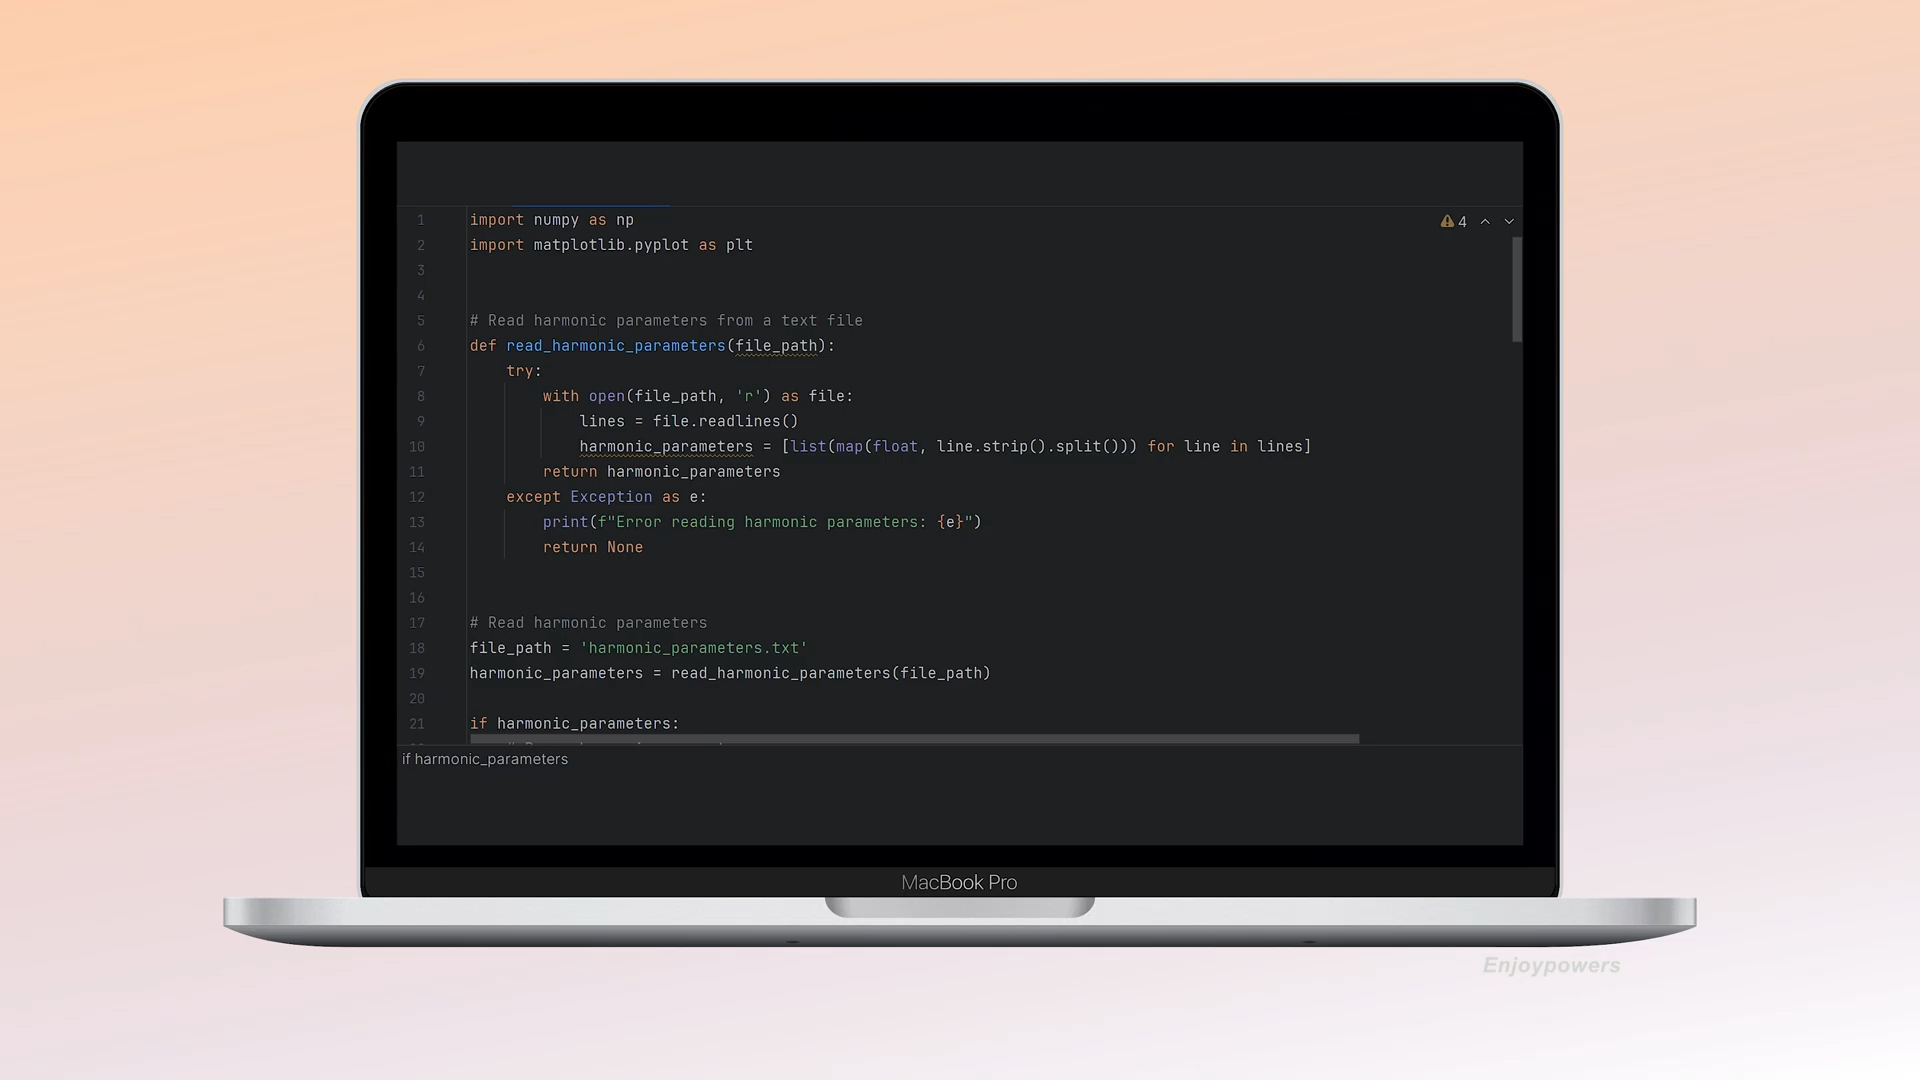 4
1 import numpy as np
2 import matplotlib.pyplot as plt
3
4
5 # Read harmonic parameters from a text file
6 def read_harmonic_parameters(file_path):
7     try:
8         with open(file_path, 'r') as file:
9             lines = file.readlines()
10             harmonic_parameters = [list(map(float, line.strip().split())) for line in lines]
11         return harmonic_parameters
12     except Exception as e:
13         print(f"Error reading harmonic parameters: {e}")
14         return None
15
16
17 # Read harmonic parameters
18 file_path = 'harmonic_parameters.txt'
19 harmonic_parameters = read_harmonic_parameters(file_path)
20
21 if harmonic_parameters:
if harmonic_parameters
MacBook Pro
Enjoypowers